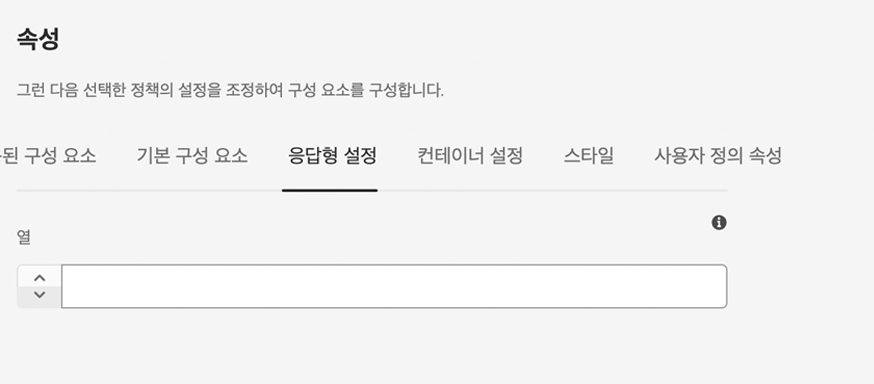 속성
그런 다음 선택한 정책의 설정을 조정하여 구성 요소를 구성합니다.
된 구성 요소 기본 구성 요소 응답형 설정 컨테이너 설정 스타일 사용자 정의 속성
열